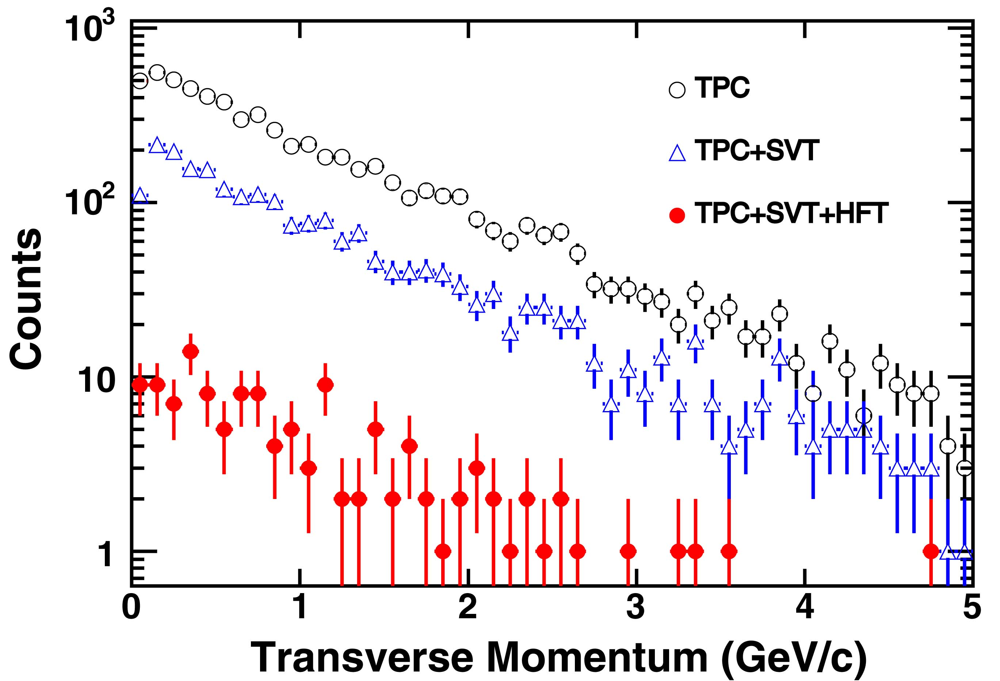 10³
10²
10
1
Counts
TPC
TPC+SVT
TPC+SVT+HFT
0 1 2 3 4 5
Transverse Momentum (GeV/c)